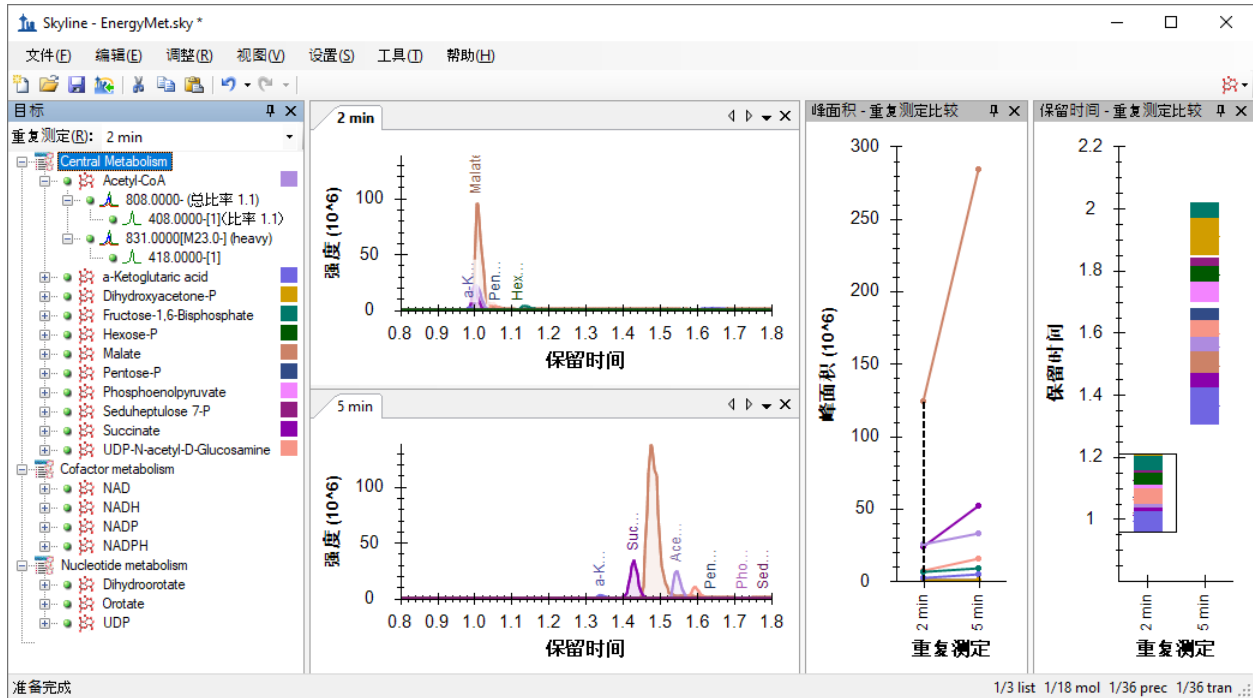 Skyline - EnergyMet.sky *
文件(F) 编辑(E) 调整(R) 视图(V) 设置(S) 工具(T) 帮助(H)
目标
重复测定(R): 2 min
Central Metabolism
Acetyl-CoA
808.0000- (总比率 1.1)
408.0000-[1](比率 1.1)
831.0000[M23.0-] (heavy)
418.0000-[1]
a-Ketoglutaric acid
Dihydroxyacetone-P
Fructose-1,6-Bisphosphate
Hexose-P
Malate
Pentose-P
Phosphoenolpyruvate
Seduheptulose 7-P
Succinate
UDP-N-acetyl-D-Glucosamine
Cofactor metabolism
NAD
NADH
NADP
NADPH
Nucleotide metabolism
Dihydroorotate
Orotate
UDP
2 min
强度 (10^6)
100
50
0
Malate
a-K...
Pen...
Hex...
0.8 0.9 1.0 1.1 1.2 1.3 1.4 1.5 1.6 1.7 1.8
保留时间
5 min
强度 (10^6)
100
50
0
a-K...
Suc...
Ace...
Pen...
Pho...
Sed...
0.8 0.9 1.0 1.1 1.2 1.3 1.4 1.5 1.6 1.7 1.8
保留时间
峰面积 - 重复测定比较
峰面积 (10^6)
300
250
200
150
100
50
0
2 min
5 min
重复测定
保留时间 - 重复测定比较
保留时间
2.2
2
1.8
1.6
1.4
1.2
1
2 min
5 min
重复测定
准备完成
1/3 list 1/18 mol 1/36 prec 1/36 tran